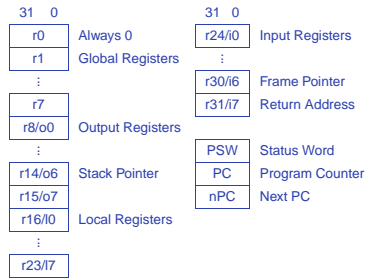 31 0
r0 Always 0
r1 Global Registers
⋮
r7
r8/o0 Output Registers
⋮
r14/o6 Stack Pointer
r15/o7
r16/l0 Local Registers
⋮
r23/l7
31 0
r24/i0 Input Registers
⋮
r30/i6 Frame Pointer
r31/i7 Return Address
PSW Status Word
PC Program Counter
nPC Next PC